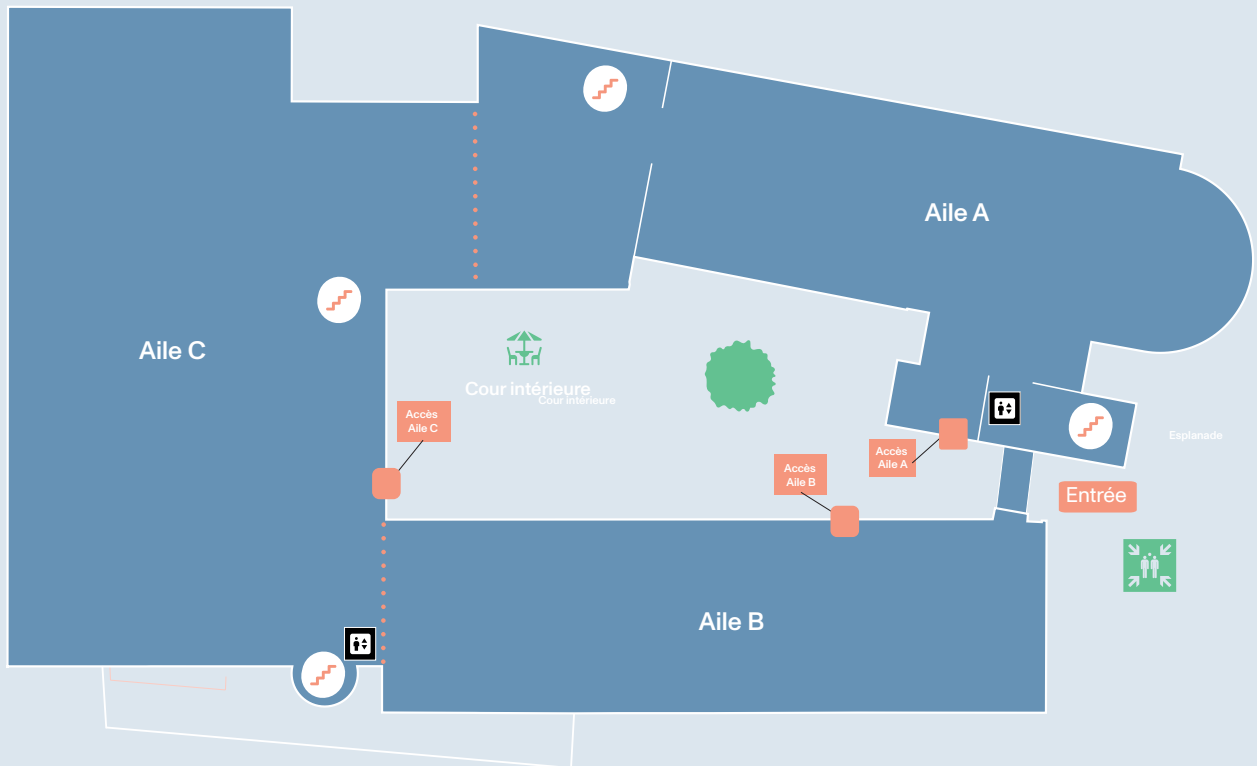 Aile A
Aile C
Cour intérieure
Cour intérieure
Accès
Aile C
Accès
Aile B
Accès
Aile A
Esplanade
Entrée
Aile B